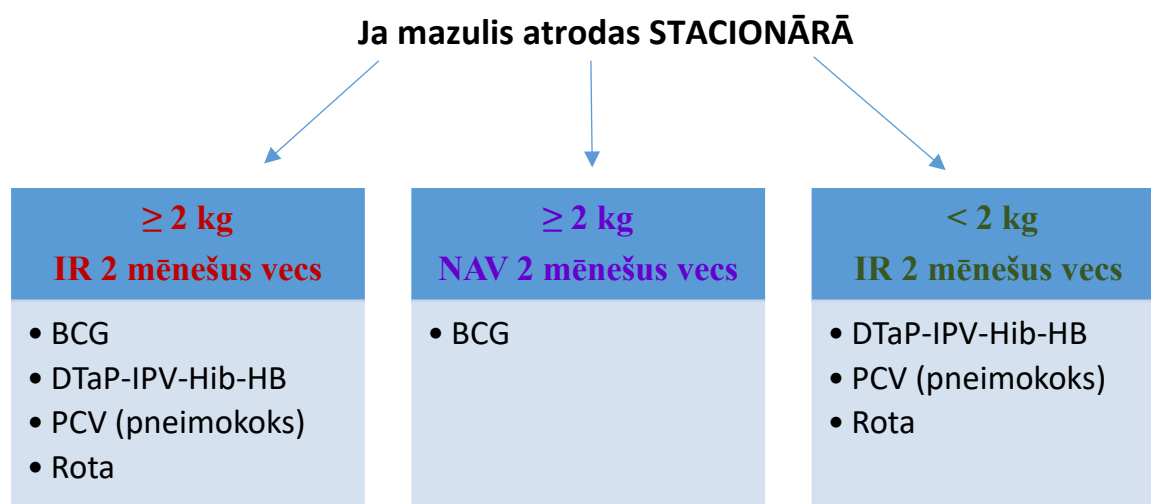 Ja mazulis atrodas STACIONĀRĀ
≥ 2 kg
IR 2 mēnešus vecs
• BCG
• DTaP-IPV-Hib-HB
• PCV (pneimokoks)
• Rota
≥ 2 kg
NAV 2 mēnešus vecs
• BCG
< 2 kg
IR 2 mēnešus vecs
• DTaP-IPV-Hib-HB
• PCV (pneimokoks)
• Rota